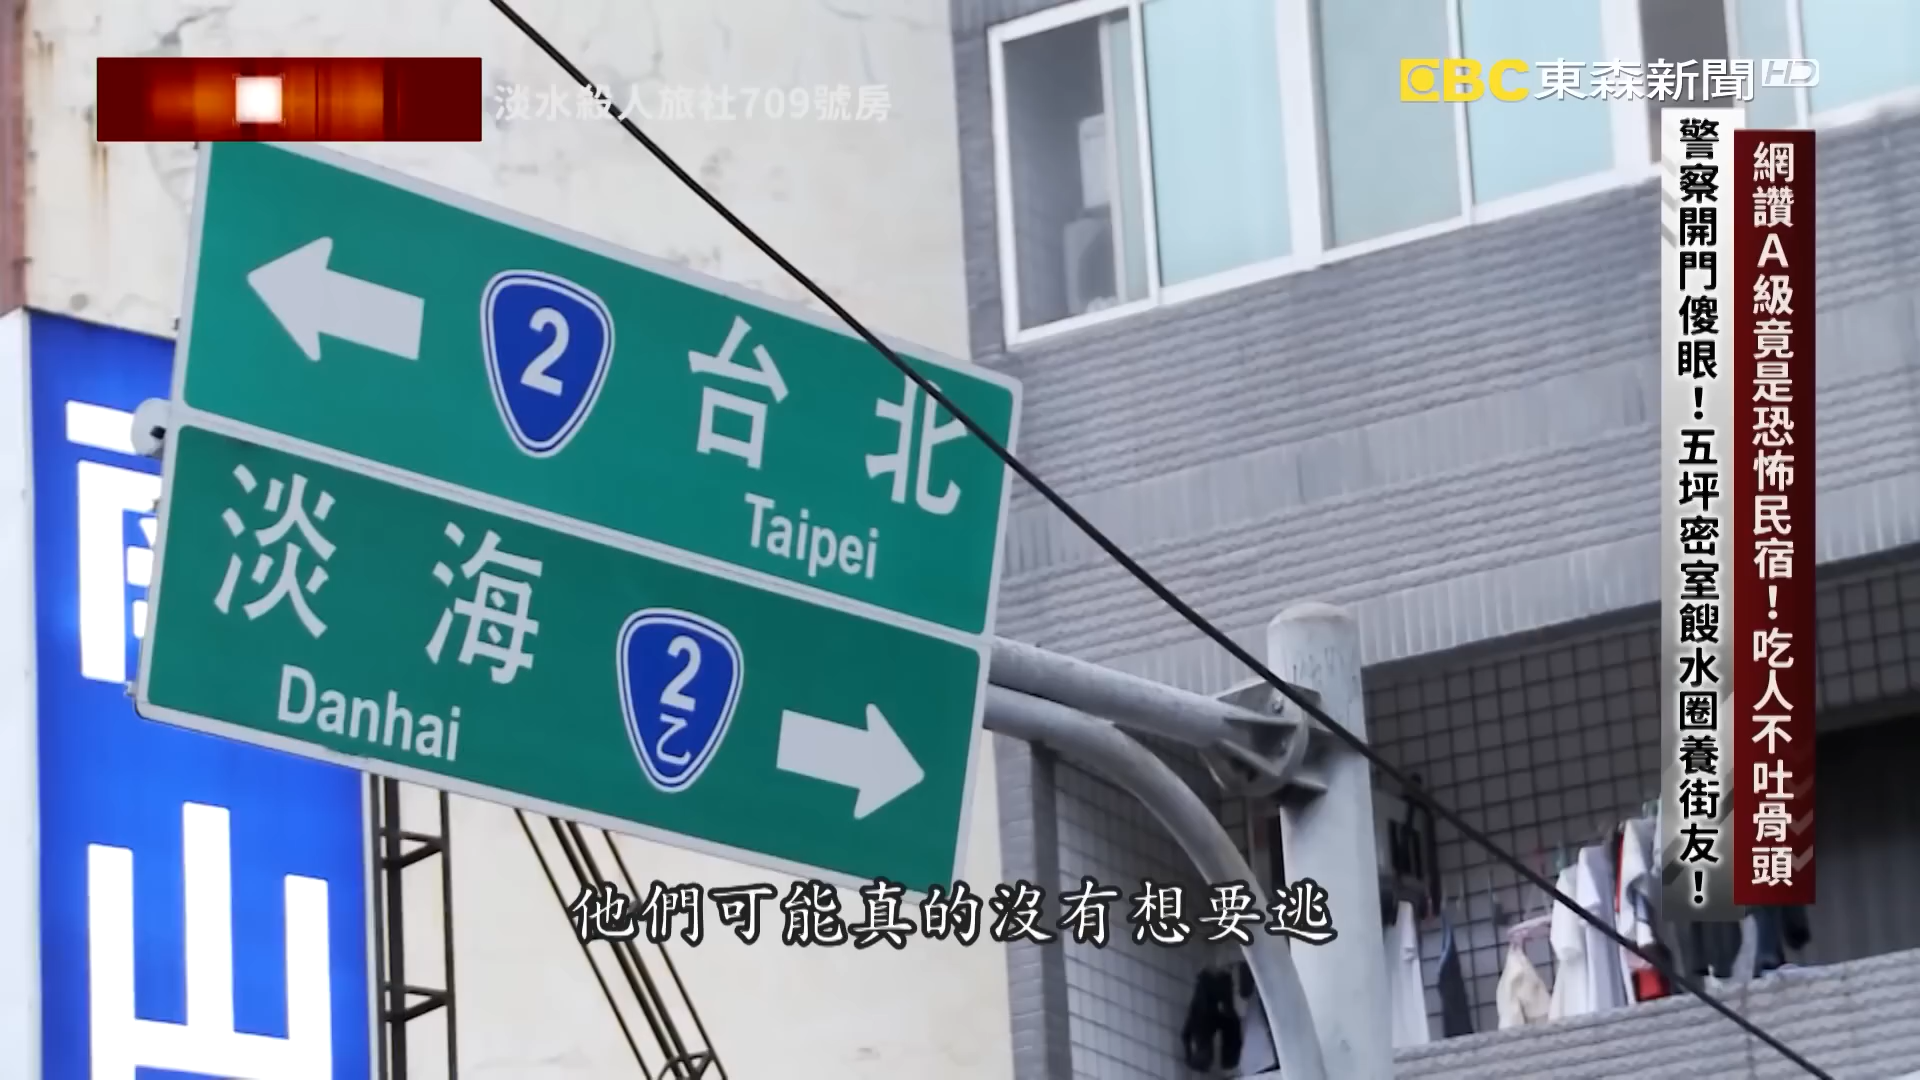 淡水殺人旅社709號房
EBC東森新聞HD
網讚A級竟是恐怖民宿！吃人不吐骨頭
警察開門傻眼！五坪密室餿水圈養街友！
2
台北
Taipei
淡海
Danhai
2乙
山
他們可能真的沒有想要逃